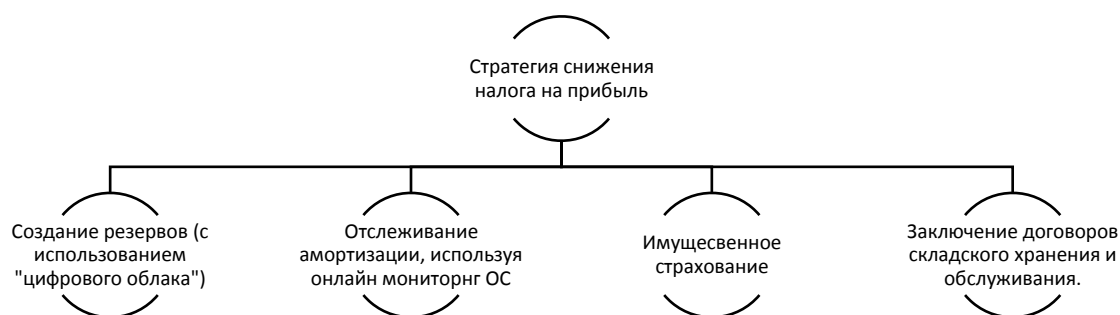 Стратегия снижения
налога на прибыль
Создание резервов (с
использованием
"цифрового облака")
Отслеживание
амортизации, используя
онлайн мониторнг ОС
Имущесвенное
страхование
Заключение договоров
складского хранения и
обслуживания.